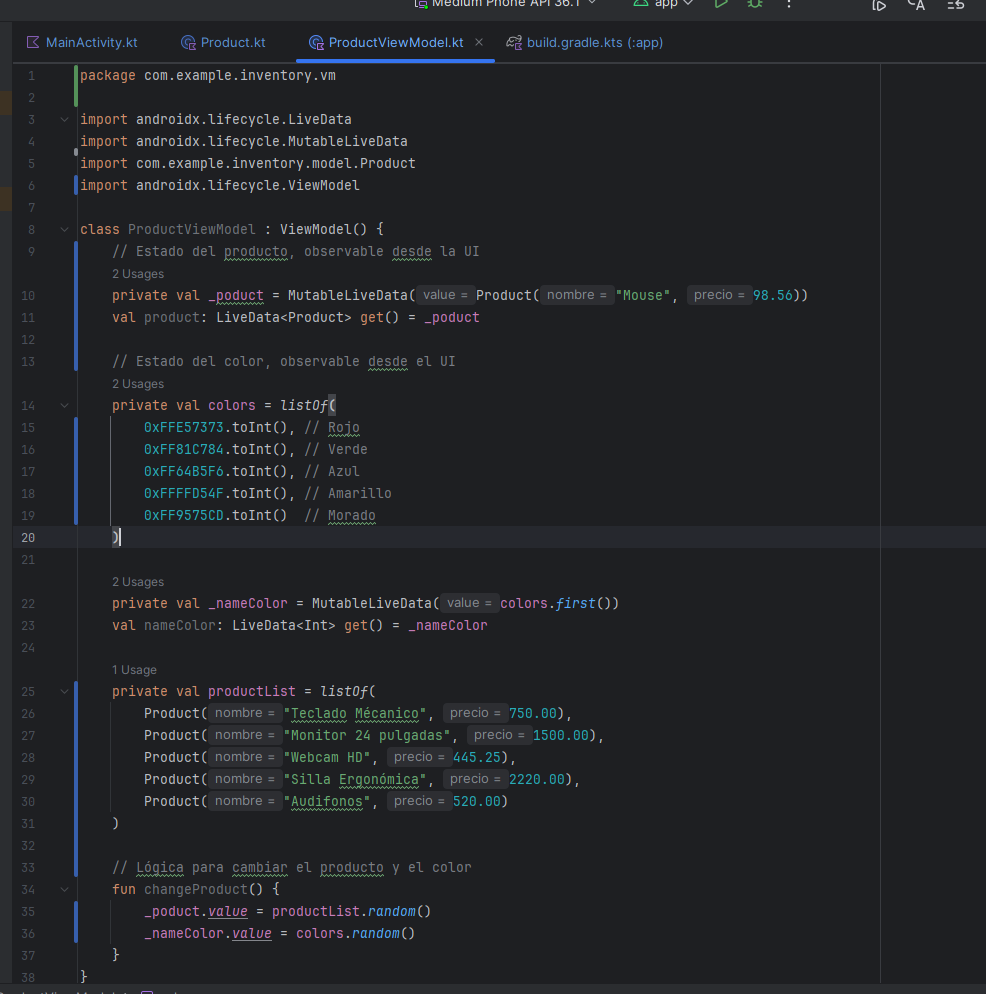 Medium Phone API 36.1 app
MainActivity.kt Product.kt ProductViewModel.kt build.gradle.kts (:app)
1 package com.example.inventory.vm
2
3 import androidx.lifecycle.LiveData
4 import androidx.lifecycle.MutableLiveData
5 import com.example.inventory.model.Product
6 import androidx.lifecycle.ViewModel
7
8 class ProductViewModel : ViewModel() {
9 // Estado del producto, observable desde la UI
2 Usages
10 private val _poduct = MutableLiveData( value = Product( nombre = "Mouse", precio = 98.56))
11 val product: LiveData<Product> get() = _poduct
12
13 // Estado del color, observable desde el UI
2 Usages
14 private val colors = listOf(
15 0xFFE57373.toInt(), // Rojo
16 0xFF81C784.toInt(), // Verde
17 0xFF64B5F6.toInt(), // Azul
18 0xFFFFD54F.toInt(), // Amarillo
19 0xFF9575CD.toInt() // Morado
20 )
21
2 Usages
22 private val _nameColor = MutableLiveData( value = colors.first())
23 val nameColor: LiveData<Int> get() = _nameColor
24
1 Usage
25 private val productList = listOf(
26 Product( nombre = "Teclado Mécanico", precio = 750.00),
27 Product( nombre = "Monitor 24 pulgadas", precio = 1500.00),
28 Product( nombre = "Webcam HD", precio = 445.25),
29 Product( nombre = "Silla Ergonómica", precio = 2220.00),
30 Product( nombre = "Audifonos", precio = 520.00)
31 )
32
33 // Lógica para cambiar el producto y el color
34 fun changeProduct() {
35 _poduct.value = productList.random()
36 _nameColor.value = colors.random()
37 }
38 }